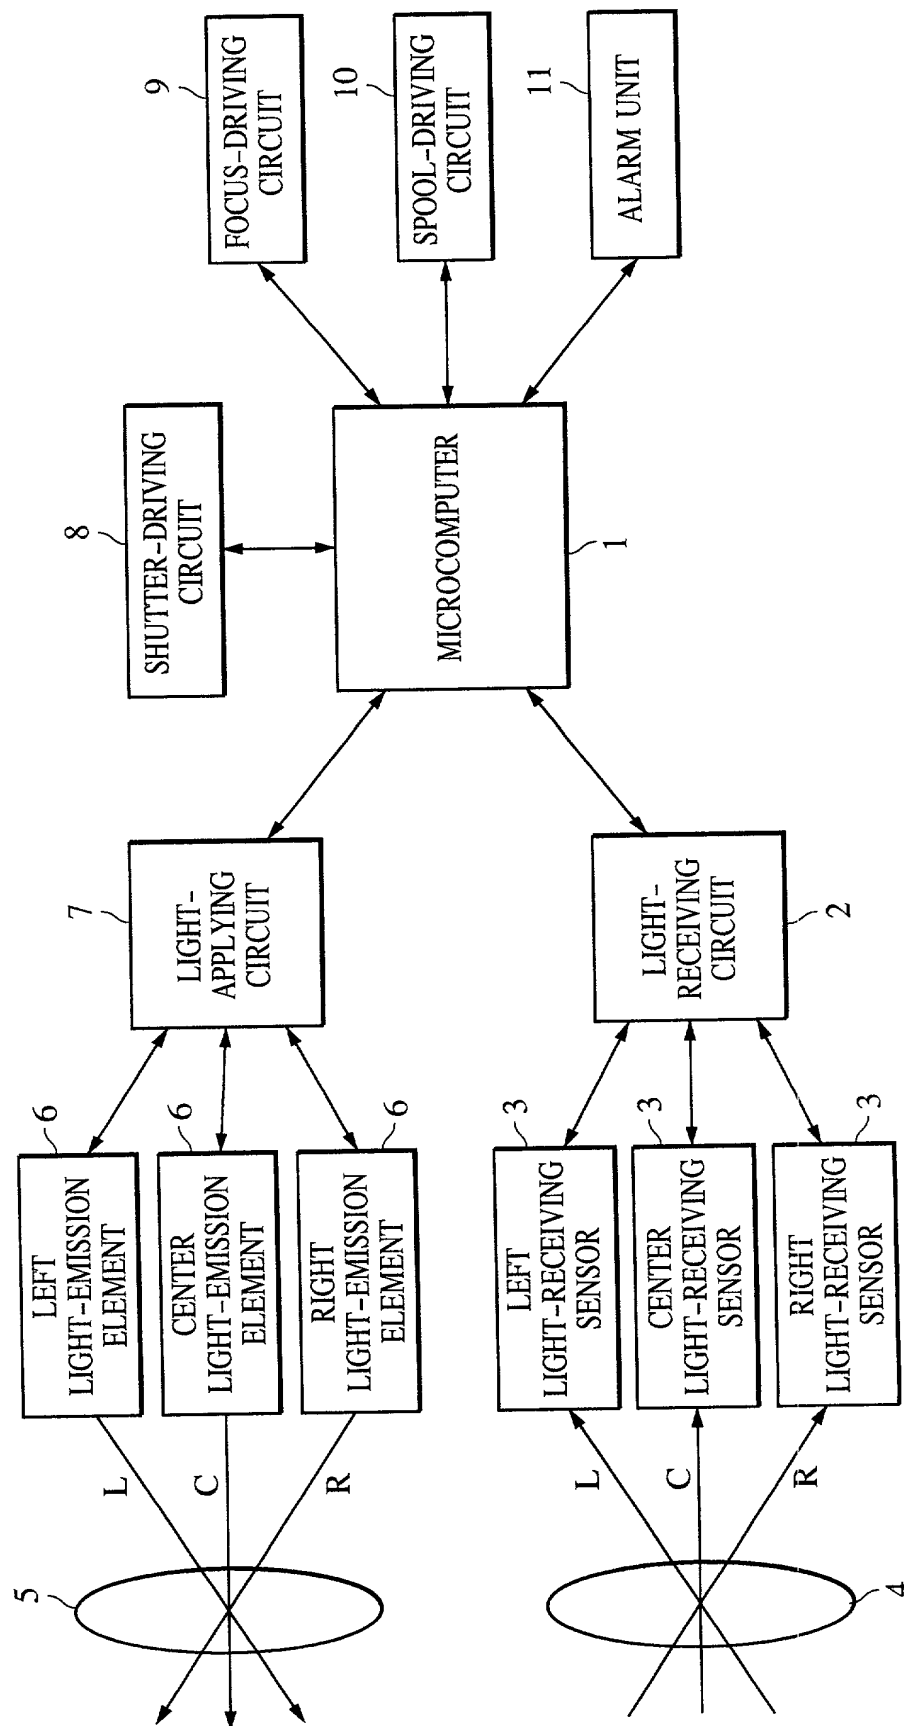 5
L
C
R
LEFT
LIGHT-EMISSION
ELEMENT
6
CENTER
LIGHT-EMISSION
ELEMENT
6
RIGHT
LIGHT-EMISSION
ELEMENT
6
7
LIGHT-
APPLYING
CIRCUIT
8
SHUTTER-DRIVING
CIRCUIT
9
FOCUS-DRIVING
CIRCUIT
10
SPOOL-DRIVING
CIRCUIT
11
ALARM UNIT
MICROCOMPUTER
1
4
L
C
R
LEFT
LIGHT-RECEIVING
SENSOR
3
CENTER
LIGHT-RECEIVING
SENSOR
3
RIGHT
LIGHT-RECEIVING
SENSOR
3
LIGHT-
RECEIVING
CIRCUIT
2